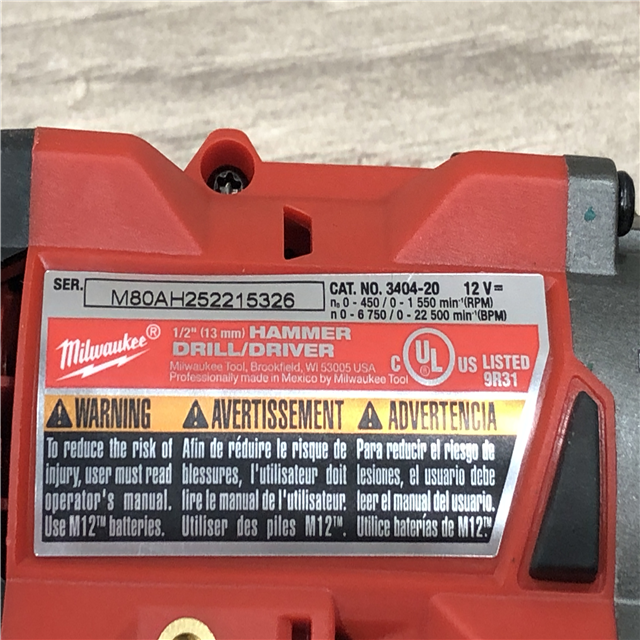 SER. M80AH252215326 CAT. NO. 3404-20 12 V
n₀ 0 - 450 / 0 - 1 550 min⁻¹(RPM)
n 0 - 6 750 / 0 - 22 500 min⁻¹(BPM)
Milwaukee®
1/2" (13 mm) HAMMER
DRILL/DRIVER
Milwaukee Tool, Brookfield, WI 53005 USA
Professionally made in Mexico by Milwaukee Tool
C UL® US LISTED
9R31
WARNING
To reduce the risk of
injury, user must read
operator's manual.
Use M12™ batteries.
AVERTISSEMENT
Afin de réduire le risque de
blessures, l'utilisateur doit
lire le manual de l'utilisateur.
Utiliser des piles M12™.
ADVERTENCIA
Para reducir el riesgo de
lesiones, el usuario debe
leer el manual del usuario.
Utilice baterías de M12™.